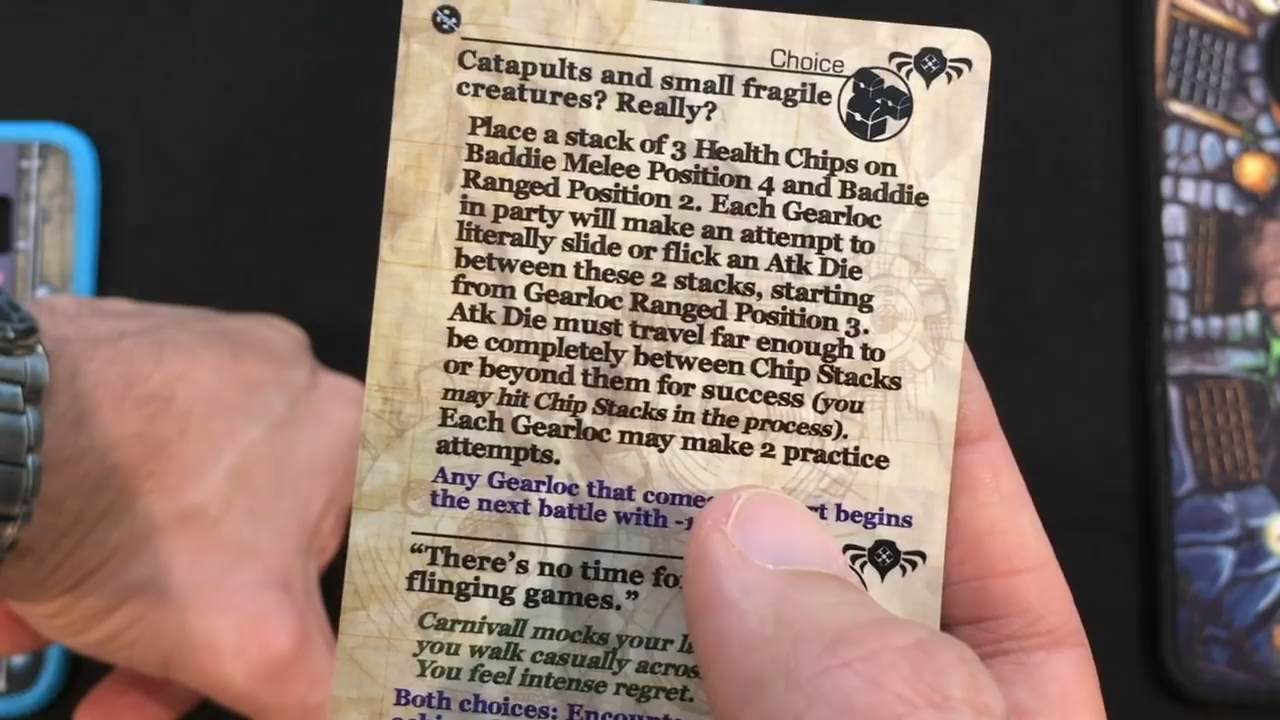 Choice
Catapults and small fragile
creatures? Really?
Place a stack of 3 Health Chips on
Baddie Melee Position 4 and Baddie
Ranged Position 2. Each Gearloc
in party will make an attempt to
literally slide or flick an Atk Die
between these 2 stacks, starting
from Gearloc Ranged Position 3.
Atk Die must travel far enough to
be completely between Chip Stacks
or beyond them for success (you
may hit Chip Stacks in the process).
Each Gearloc may make 2 practice
attempts.
Any Gearloc that begins
the next battle with -1
“There’s no time
flinging games.”
Carnivall mocks your
you walk casually
You feel intense regret.
Both choices: